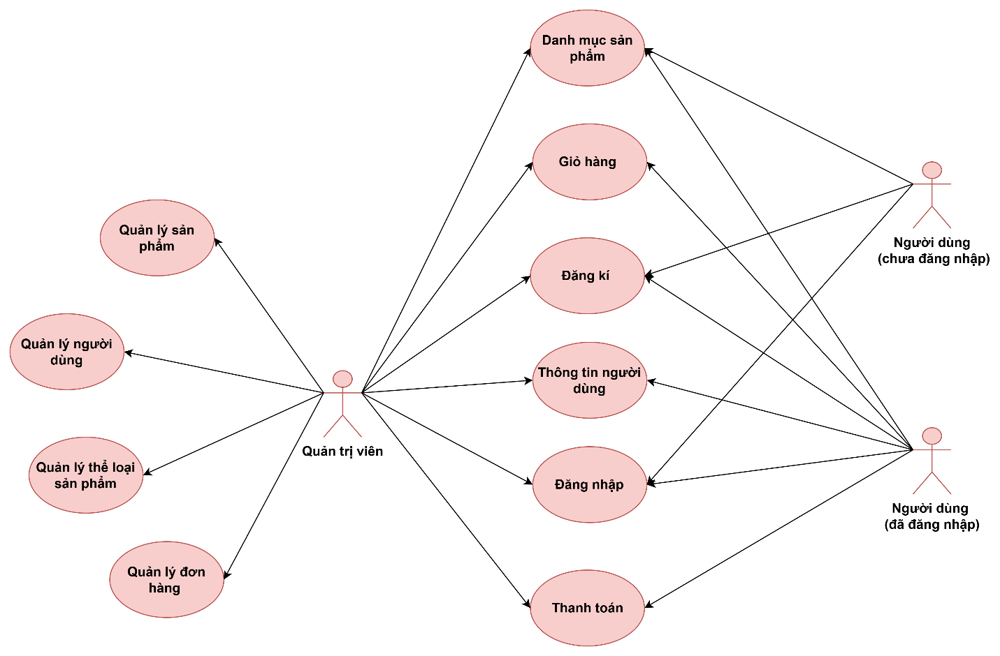 Danh mục sản
phẩm
Giỏ hàng
Quản lý sản
phẩm
Người dùng
(chưa đăng nhập)
Đăng kí
Quản lý người
dùng
Thông tin người
dùng
Quản trị viên
Quản lý thể loại
sản phẩm
Đăng nhập
Người dùng
(đã đăng nhập)
Quản lý đơn
hàng
Thanh toán